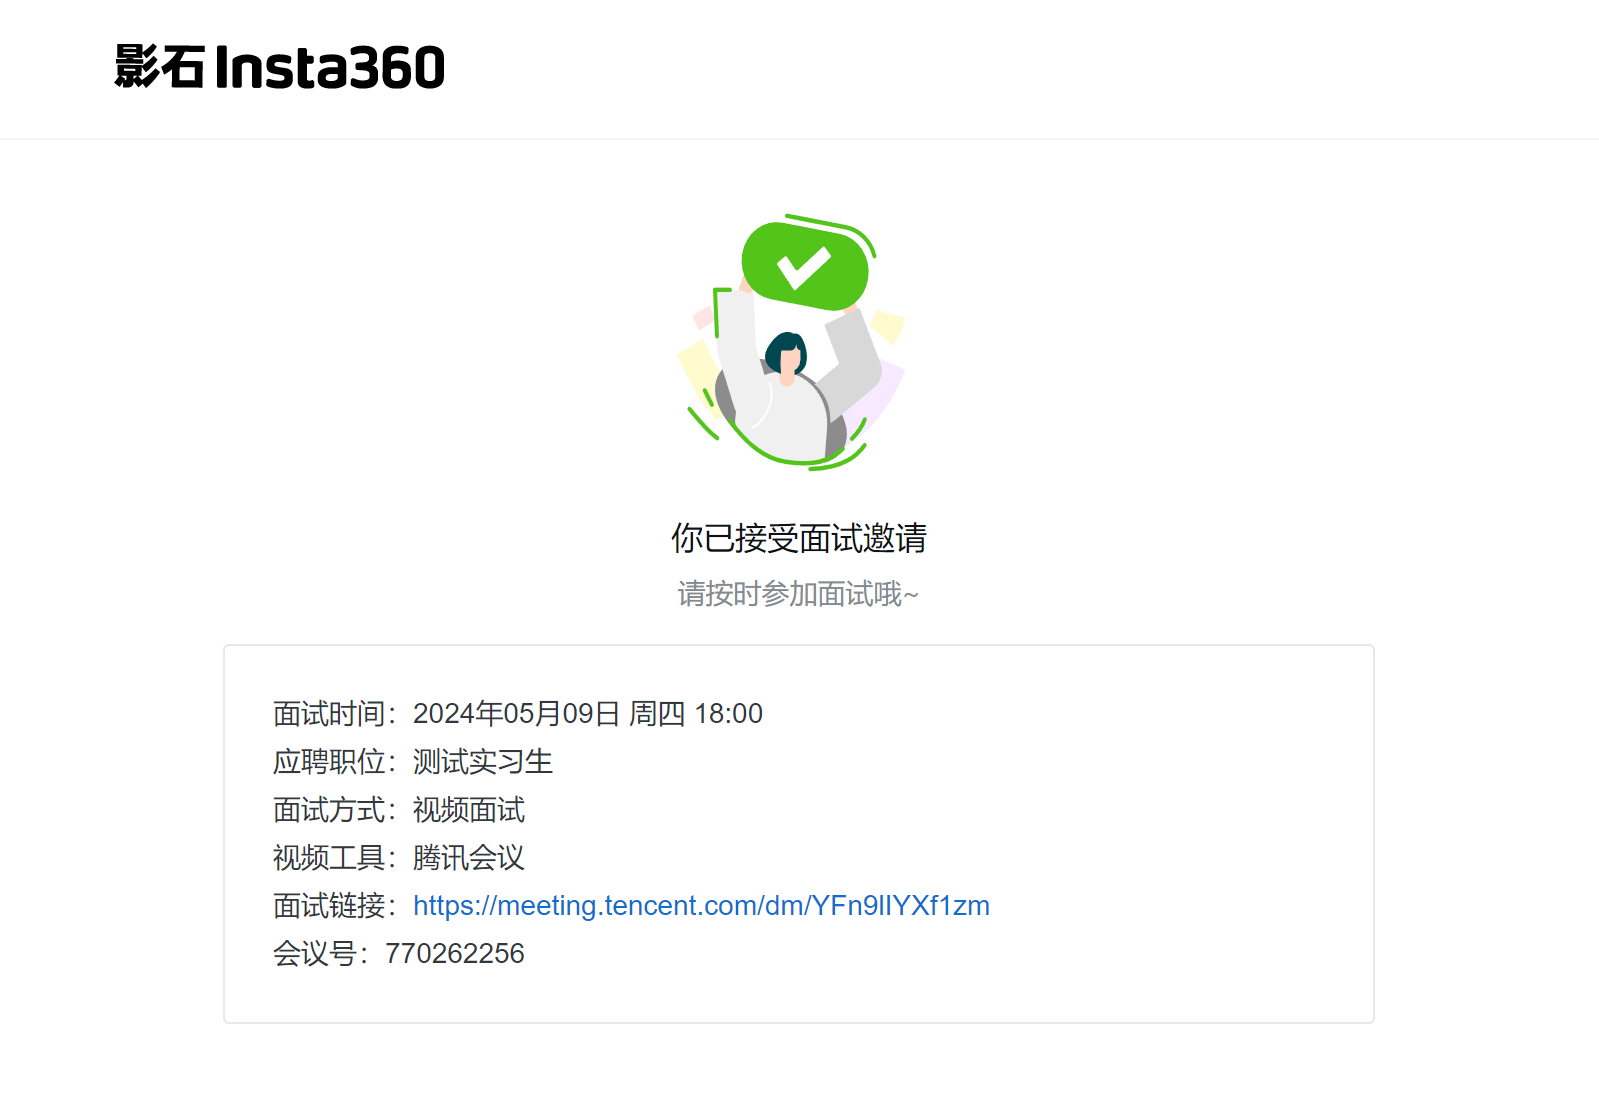 影石 Insta360
你已接受面试邀请
请按时参加面试哦~
面试时间：2024年05月09日 周四 18:00
应聘职位：测试实习生
面试方式：视频面试
视频工具：腾讯会议
面试链接：https://meeting.tencent.com/dm/YFn9IIYXf1zm
会议号：770262256